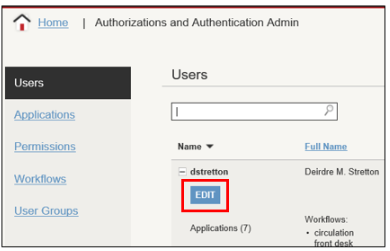 Home | Authorizations and Authentication Admin
Users
Applications
Permissions
Workflows
User Groups
Users
Name Full Name
dstretton Deirdre M. Stretton
EDIT
Applications (7) Workflows:
• circulation
front desk